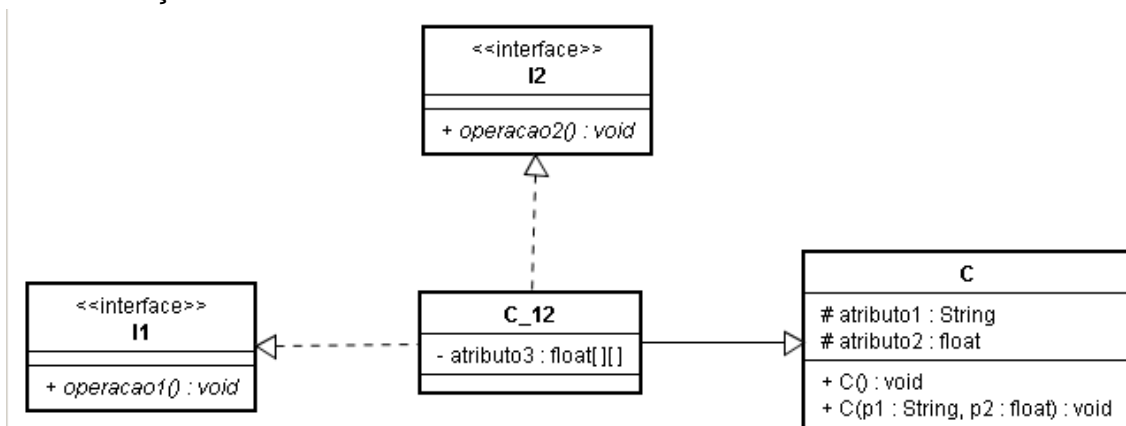 <<interface>>
I2
+ operacao2() : void
<<interface>>
I1
+ operacao1() : void
C_12
- atributo3 : float[][]
C
# atributo1 : String
# atributo2 : float
+ C() : void
+ C(p1 : String, p2 : float) : void